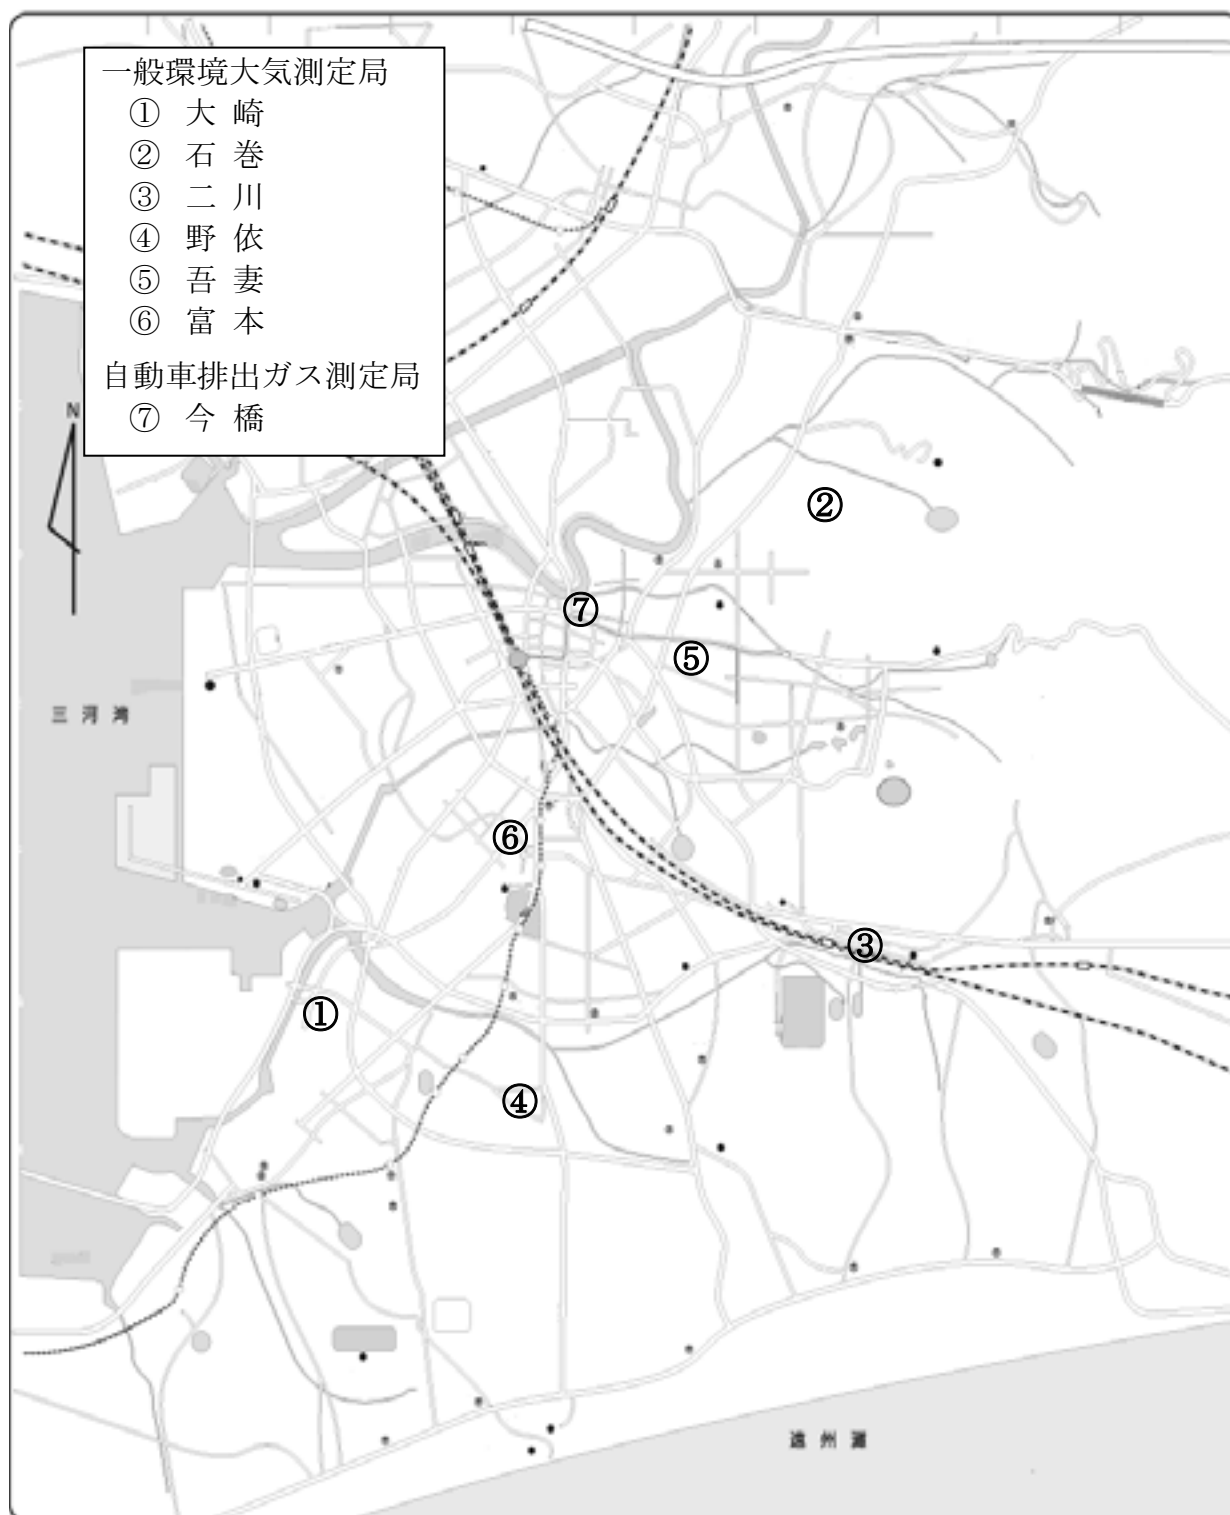 一般環境大気測定局
① 大 崎
② 石 巻
③ 二 川
④ 野 依
⑤ 吾 妻
⑥ 富 本
自動車排出ガス測定局
⑦ 今 橋
N
②
⑦
⑤
三 河 湾
⑥
③
①
④
遠 州 灘